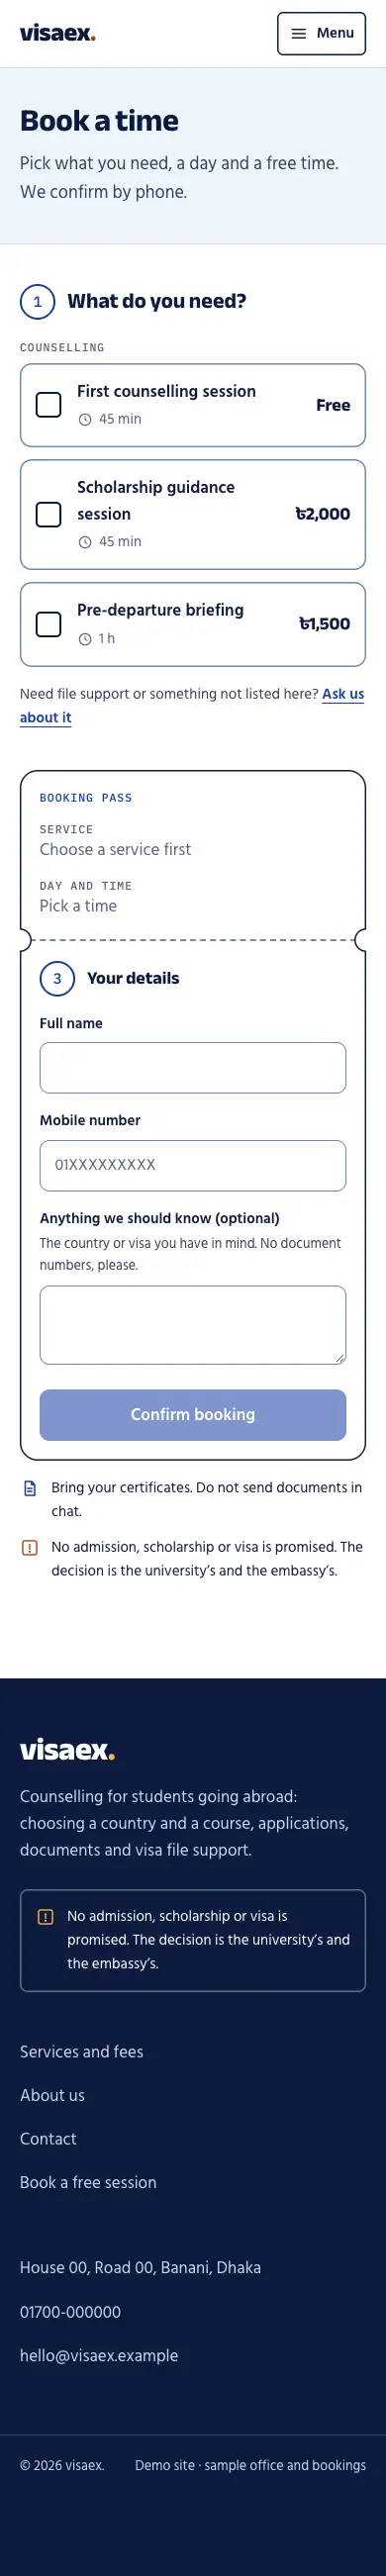 visaex.
Menu
Book a time
Pick what you need, a day and a free time.
We confirm by phone.
1 What do you need?
COUNSELLING
First counselling session
45 min
Free
Scholarship guidance
session
45 min
৳2,000
Pre-departure briefing
1 h
৳1,500
Need file support or something not listed here? Ask us
about it
BOOKING PASS
SERVICE
Choose a service first
DAY AND TIME
Pick a time
3 Your details
Full name
Mobile number
01XXXXXXXXX
Anything we should know (optional)
The country or visa you have in mind. No document
numbers, please.
Confirm booking
Bring your certificates. Do not send documents in
chat.
No admission, scholarship or visa is promised. The
decision is the university’s and the embassy’s.
visaex.
Counselling for students going abroad:
choosing a country and a course, applications,
documents and visa file support.
No admission, scholarship or visa is
promised. The decision is the university’s and
the embassy’s.
Services and fees
About us
Contact
Book a free session
House 00, Road 00, Banani, Dhaka
01700-000000
hello@visaex.example
© 2026 visaex.
Demo site · sample office and bookings